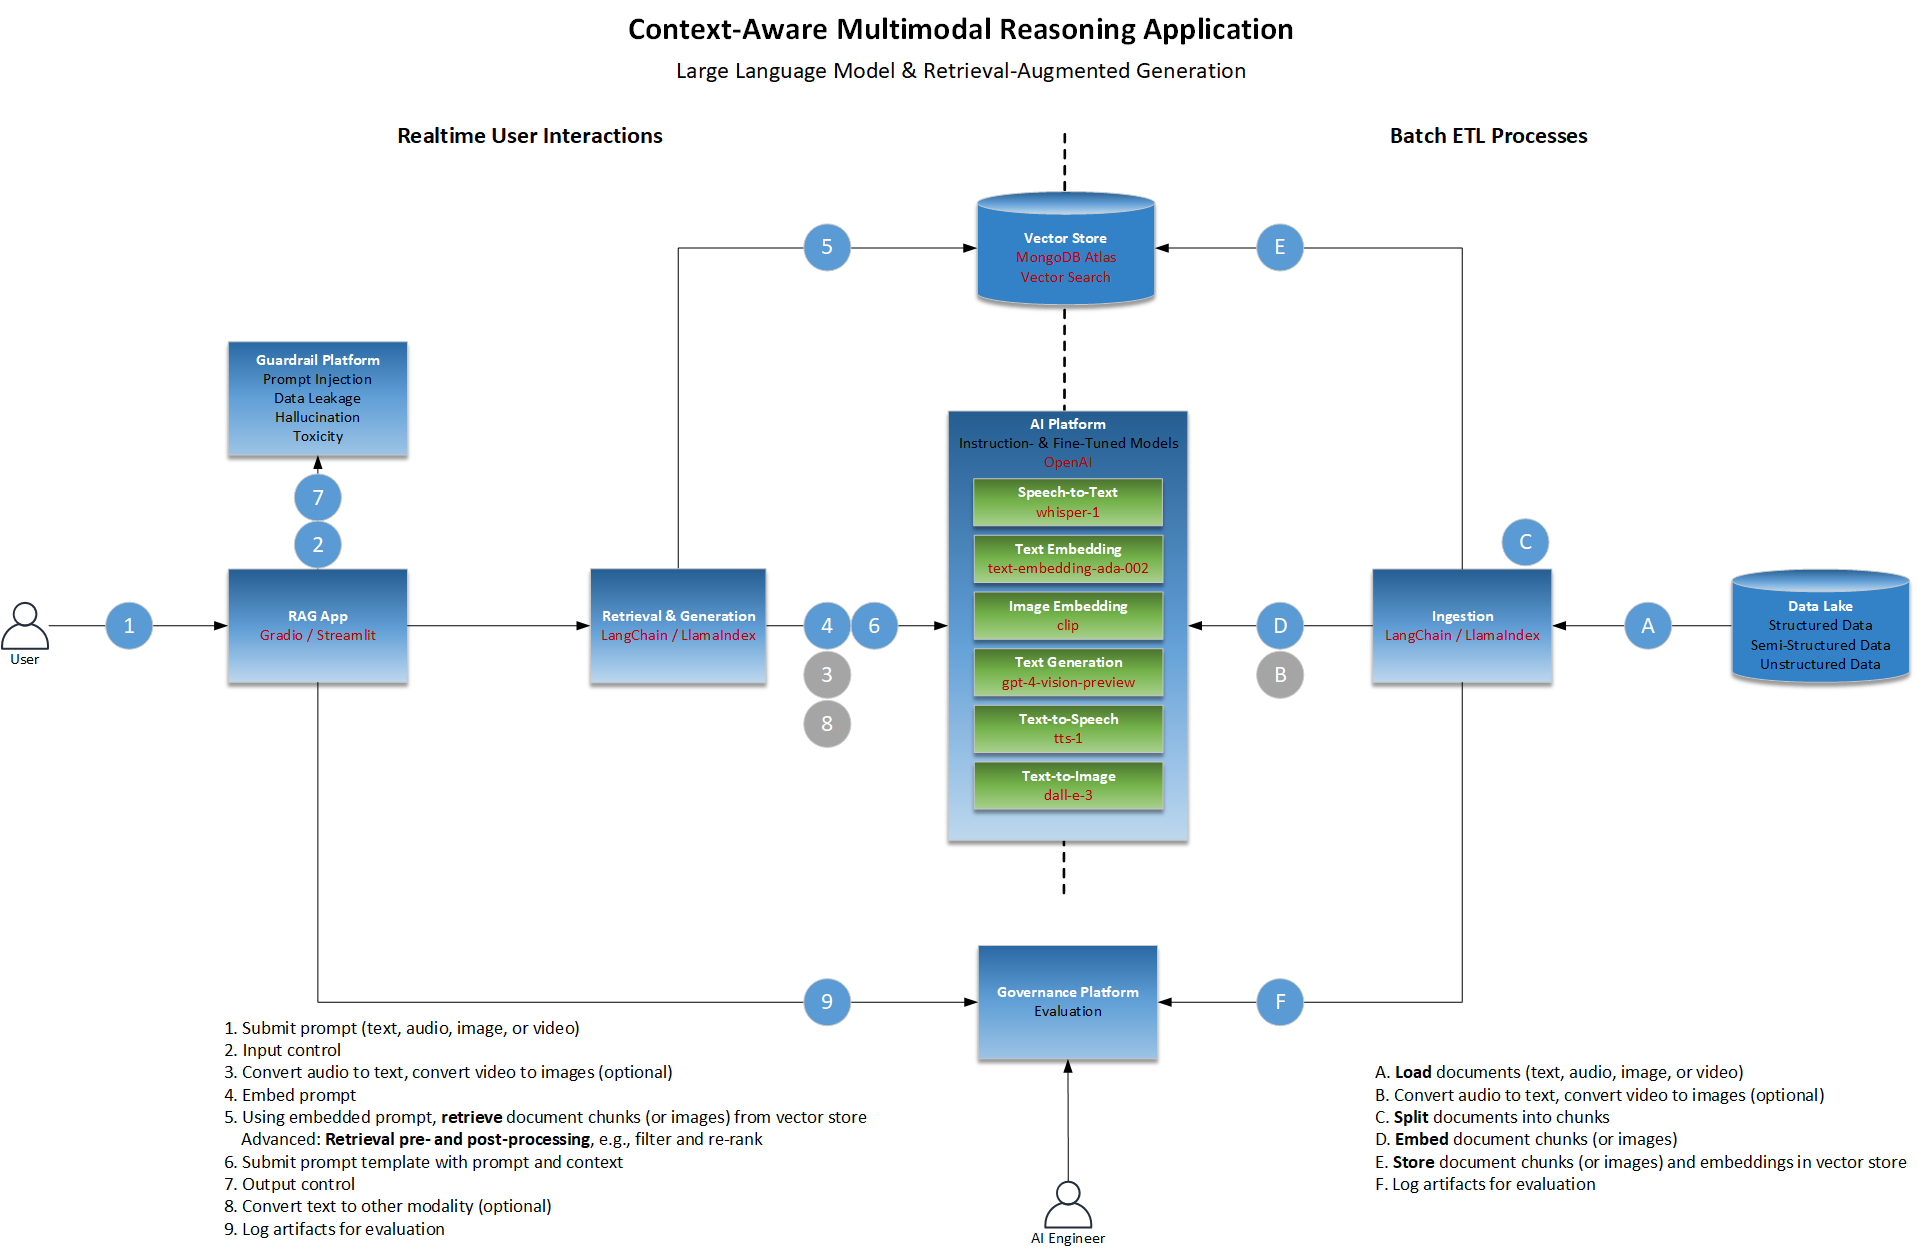 Context-Aware Multimodal Reasoning Application
Large Language Model & Retrieval-Augmented Generation
Realtime User Interactions
Batch ETL Processes
Vector Store
MongoDB Atlas
Vector Search
5
E
Guardrail Platform
Prompt Injection
Data Leakage
Hallucination
Toxicity
7
2
AI Platform
Instruction- & Fine-Tuned Models
OpenAI
Speech-to-Text
whisper-1
Text Embedding
text-embedding-ada-002
Image Embedding
clip
Text Generation
gpt-4-vision-preview
Text-to-Speech
tts-1
Text-to-Image
dall-e-3
User
1
RAG App
Gradio / Streamlit
Retrieval & Generation
LangChain / LlamaIndex
4
6
3
8
D
B
C
Ingestion
LangChain / LlamaIndex
A
Data Lake
Structured Data
Semi-Structured Data
Unstructured Data
9
Governance Platform
Evaluation
F
AI Engineer
1. Submit prompt (text, audio, image, or video)
2. Input control
3. Convert audio to text, convert video to images (optional)
4. Embed prompt
5. Using embedded prompt, retrieve document chunks (or images) from vector store
Advanced: Retrieval pre- and post-processing, e.g., filter and re-rank
6. Submit prompt template with prompt and context
7. Output control
8. Convert text to other modality (optional)
9. Log artifacts for evaluation
A. Load documents (text, audio, image, or video)
B. Convert audio to text, convert video to images (optional)
C. Split documents into chunks
D. Embed document chunks (or images)
E. Store document chunks (or images) and embeddings in vector store
F. Log artifacts for evaluation